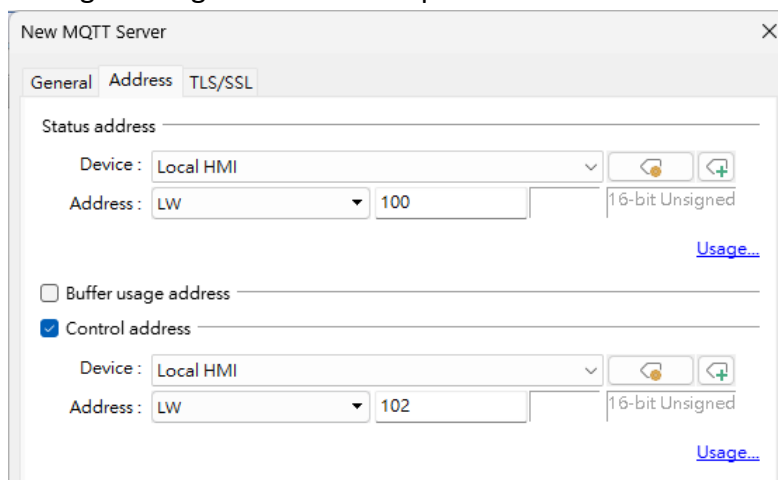 New MQTT Server
General Address TLS/SSL
Status address
Device : Local HMI
Address : LW 100 16-bit Unsigned
Usage...
Buffer usage address
Control address
Device : Local HMI
Address : LW 102 16-bit Unsigned
Usage...